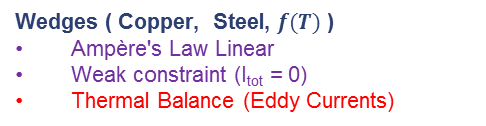 Wedges ( Copper,  Steel, f(T) )
• Ampère's Law Linear
• Weak constraint (Itot = 0)
• Thermal Balance (Eddy Currents)